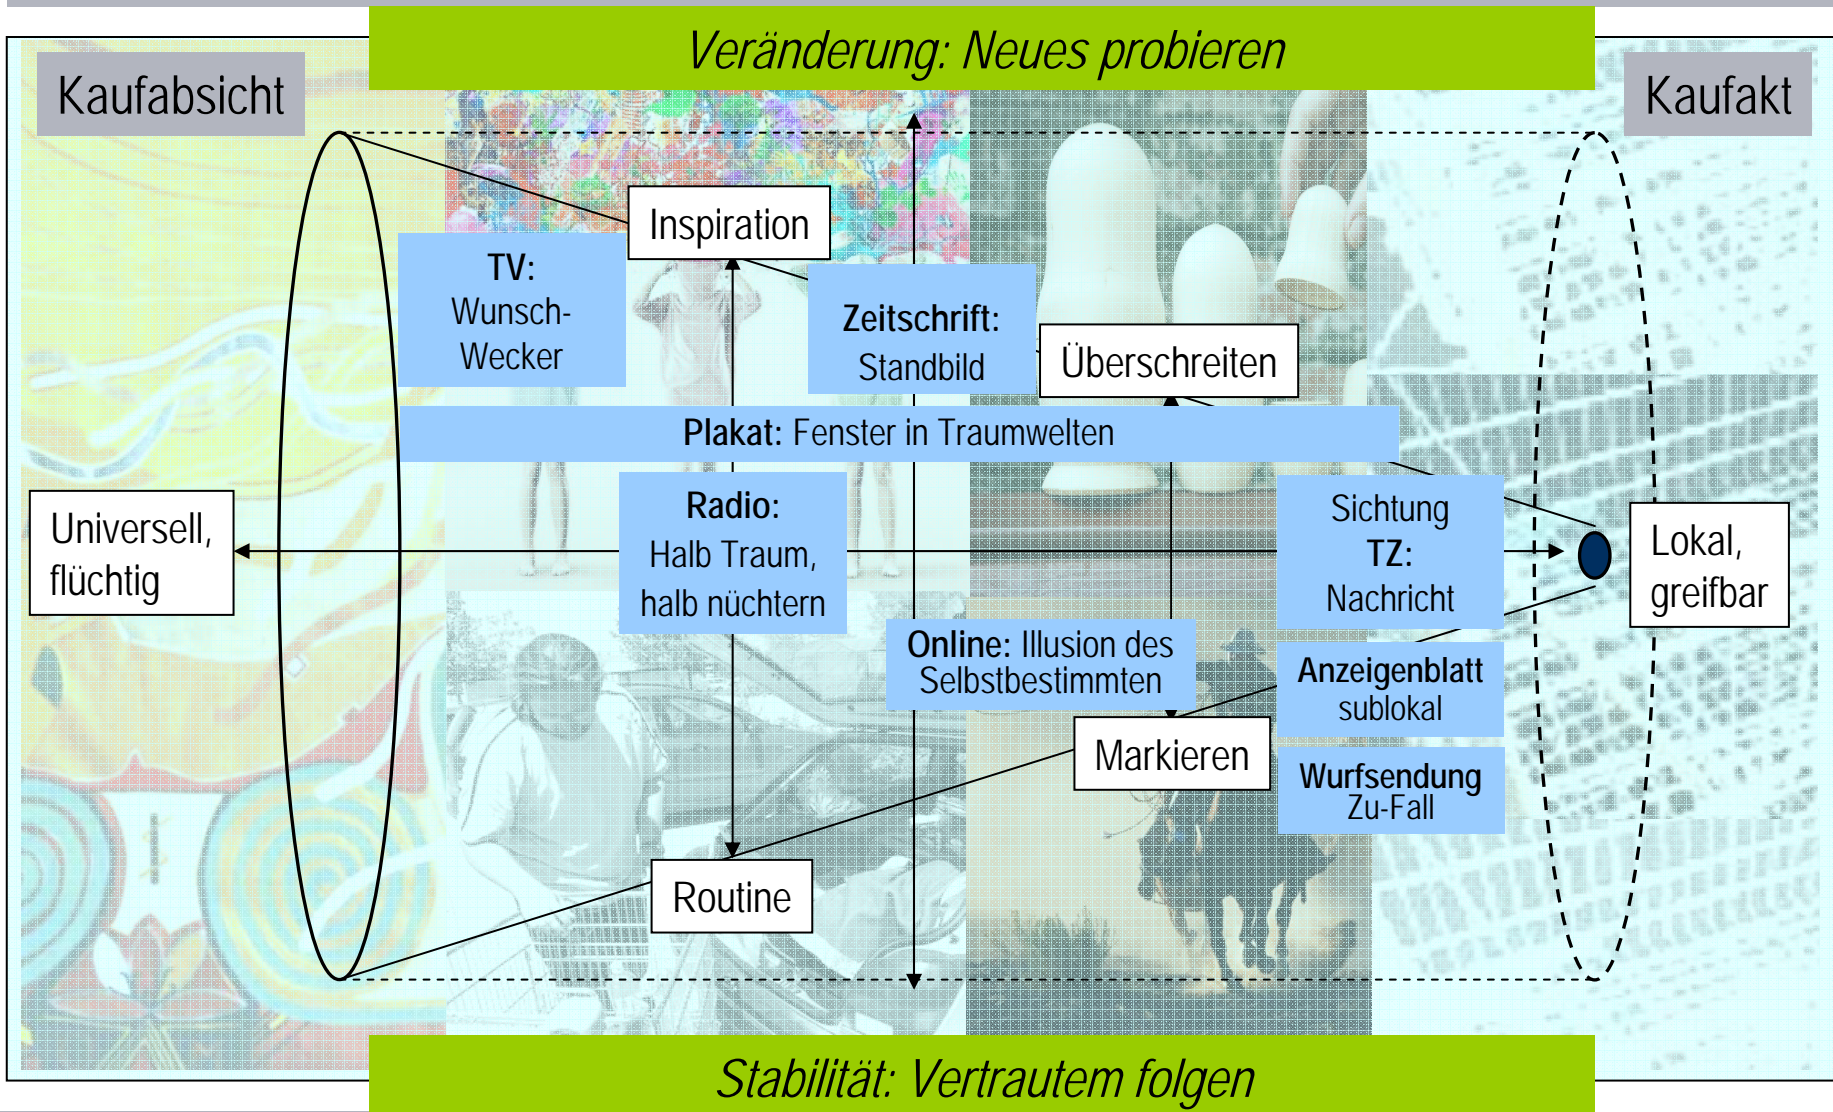 Veränderung: Neues probieren
Kaufabsicht
Kaufakt
Inspiration
TV:
Wunsch-
Wecker
Zeitschrift:
Standbild
Überschreiten
Plakat: Fenster in Traumwelten
Universell,
flüchtig
Radio:
Halb Traum,
halb nüchtern
Sichtung
TZ:
Nachricht
Lokal,
greifbar
Online: Illusion des
Selbstbestimmten
Anzeigenblatt
sublokal
Markieren
Wurfsendung
Zu-Fall
Routine
Stabilität: Vertrautem folgen